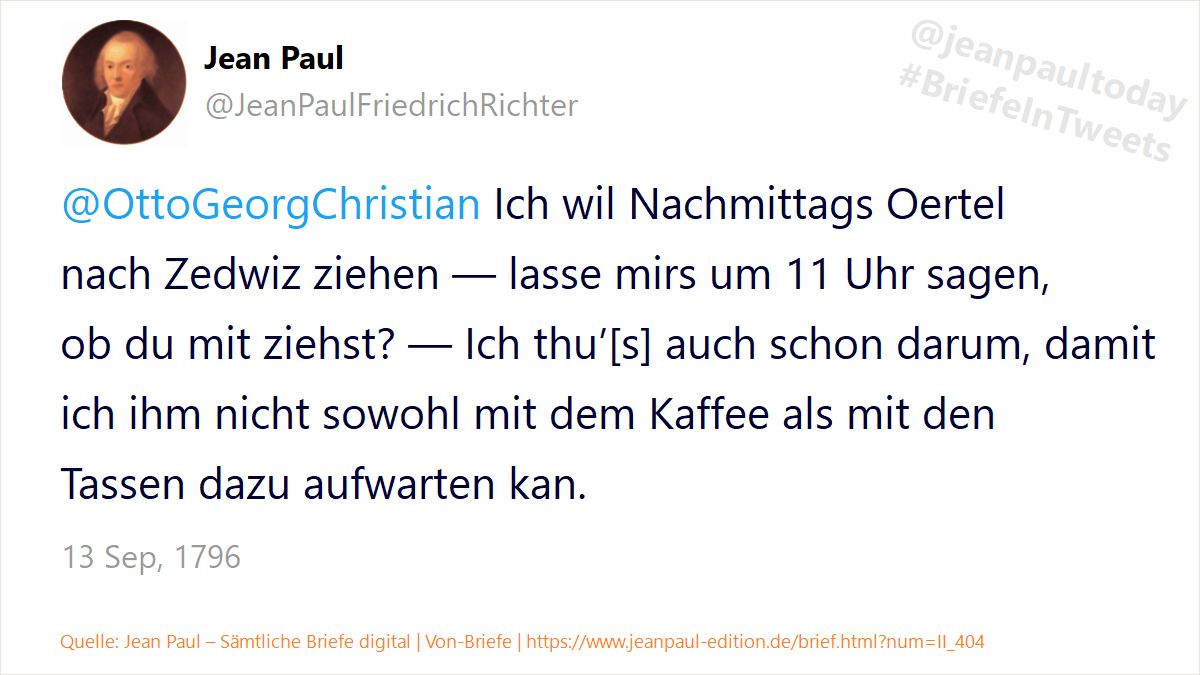 Jean Paul
@JeanPaulFriedrichRichter
@jeanpaultoday
#BriefeInTweets
@OttoGeorgChristian Ich wil Nachmittags Oertel
nach Zedwiz ziehen — lasse mirs um 11 Uhr sagen,
ob du mit ziehst? — Ich thu’[s] auch schon darum, damit
ich ihm nicht sowohl mit dem Kaffee als mit den
Tassen dazu aufwarten kan.
13 Sep, 1796
Quelle: Jean Paul – Sämtliche Briefe digital | Von-Briefe | https://www.jeanpaul-edition.de/brief.html?num=II_404